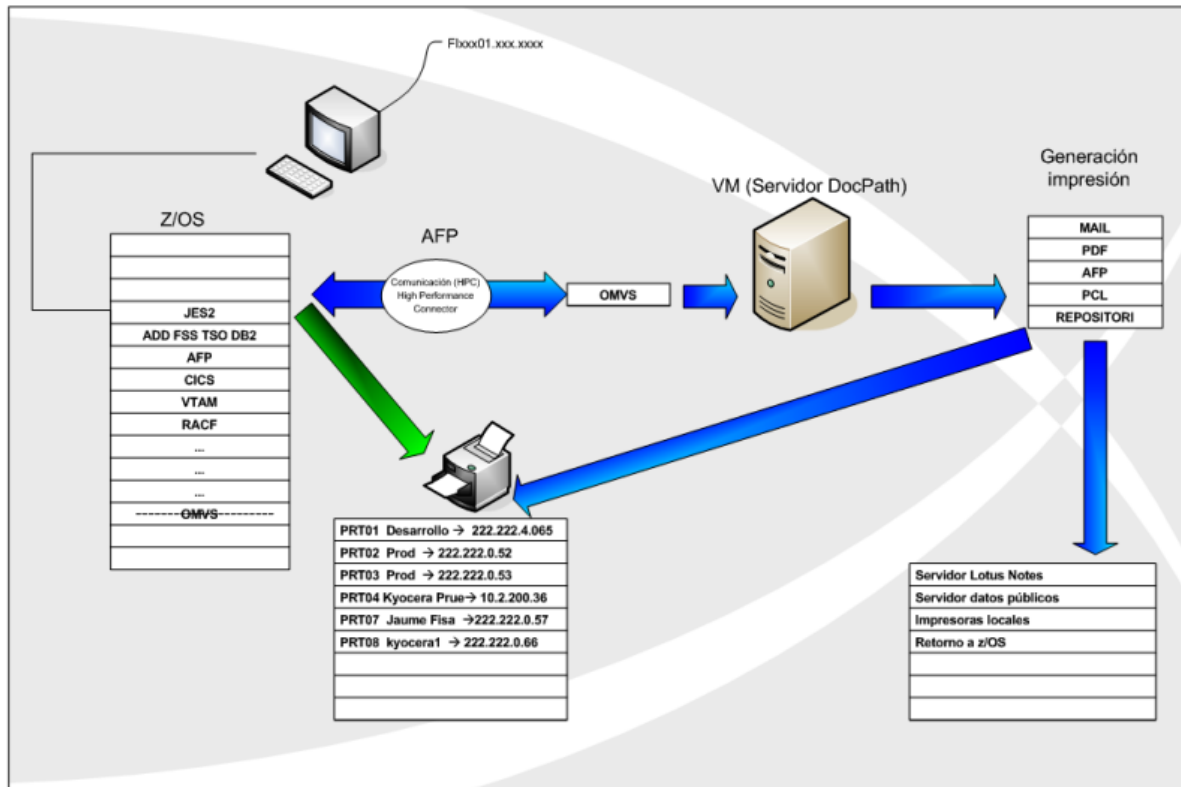 FIxxx01.xxx.xxxx
Z/OS
JES2
ADD FSS TSO DB2
AFP
CICS
VTAM
RACF
...
...
...
OMVS
AFP
Comunicación (HPC)
High Performance
Connector
OMVS
VM (Servidor DocPath)
Generación
impresión
MAIL
PDF
AFP
PCL
REPOSITORI
PRT01 Desarrollo → 222.222.4.065
PRT02 Prod → 222.222.0.52
PRT03 Prod → 222.222.0.53
PRT04 Kyocera Prue→ 10.2.200.36
PRT07 Jaume Fisa →222.222.0.57
PRT08 kyocera1 → 222.222.0.66
Servidor Lotus Notes
Servidor datos públicos
Impresoras locales
Retorno a z/OS